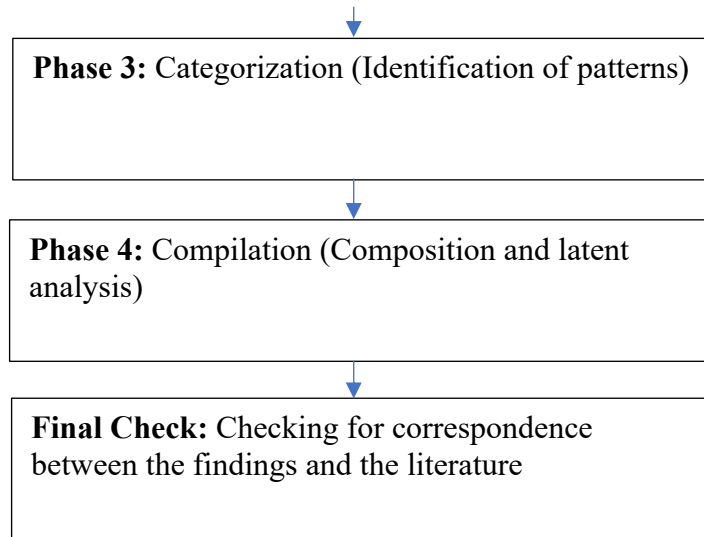 Phase 3: Categorization (Identification of patterns)
Phase 4: Compilation (Composition and latent
analysis)
Final Check: Checking for correspondence
between the findings and the literature